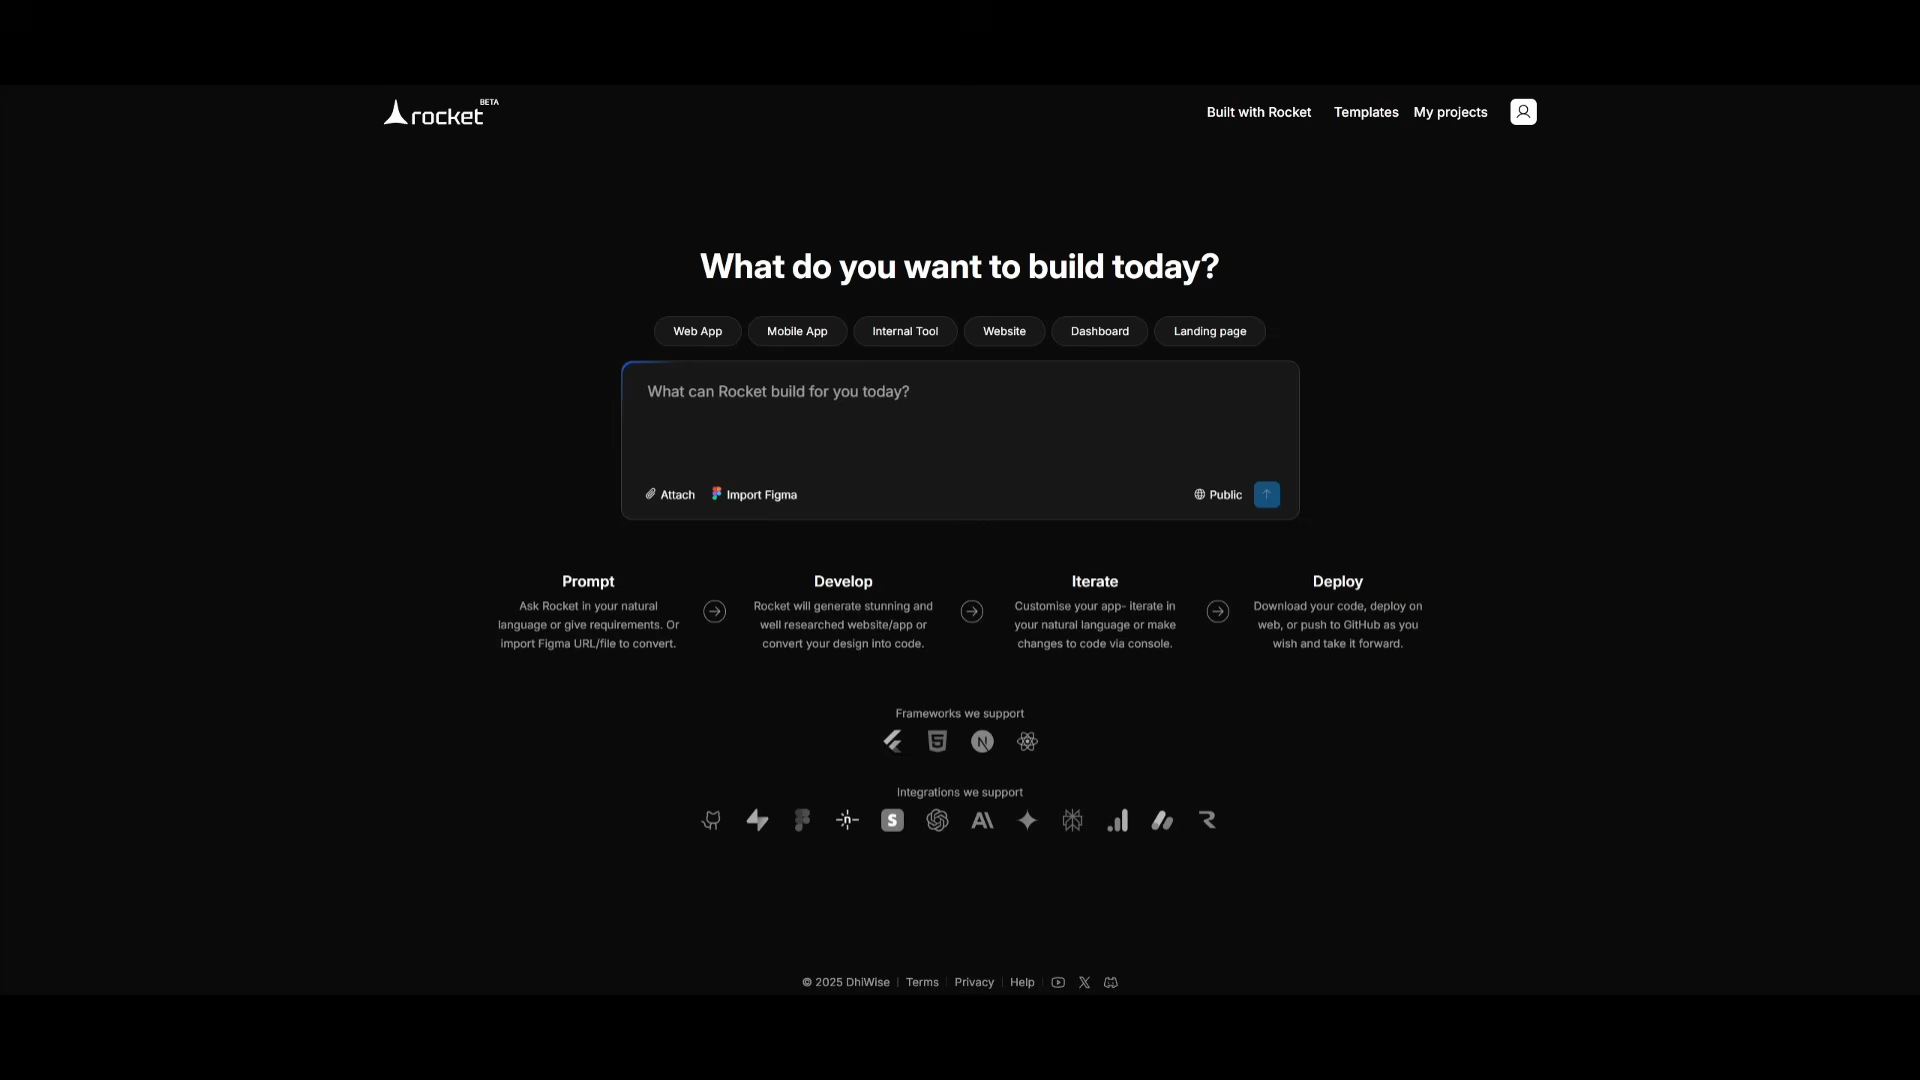 rocket BETA
Built with Rocket Templates My projects
What do you want to build today?
Web App Mobile App Internal Tool Website Dashboard Landing page
What can Rocket build for you today?
Attach Import Figma Public
Prompt
Ask Rocket in your natural
language or give requirements. Or
import Figma URL/file to convert.
Develop
Rocket will generate stunning and
well researched website/app or
convert your design into code.
Iterate
Customise your app- iterate in
your natural language or make
changes to code via console.
Deploy
Download your code, deploy on
web, or push to GitHub as you
wish and take it forward.
Frameworks we support
Integrations we support
© 2025 DhiWise Terms Privacy Help